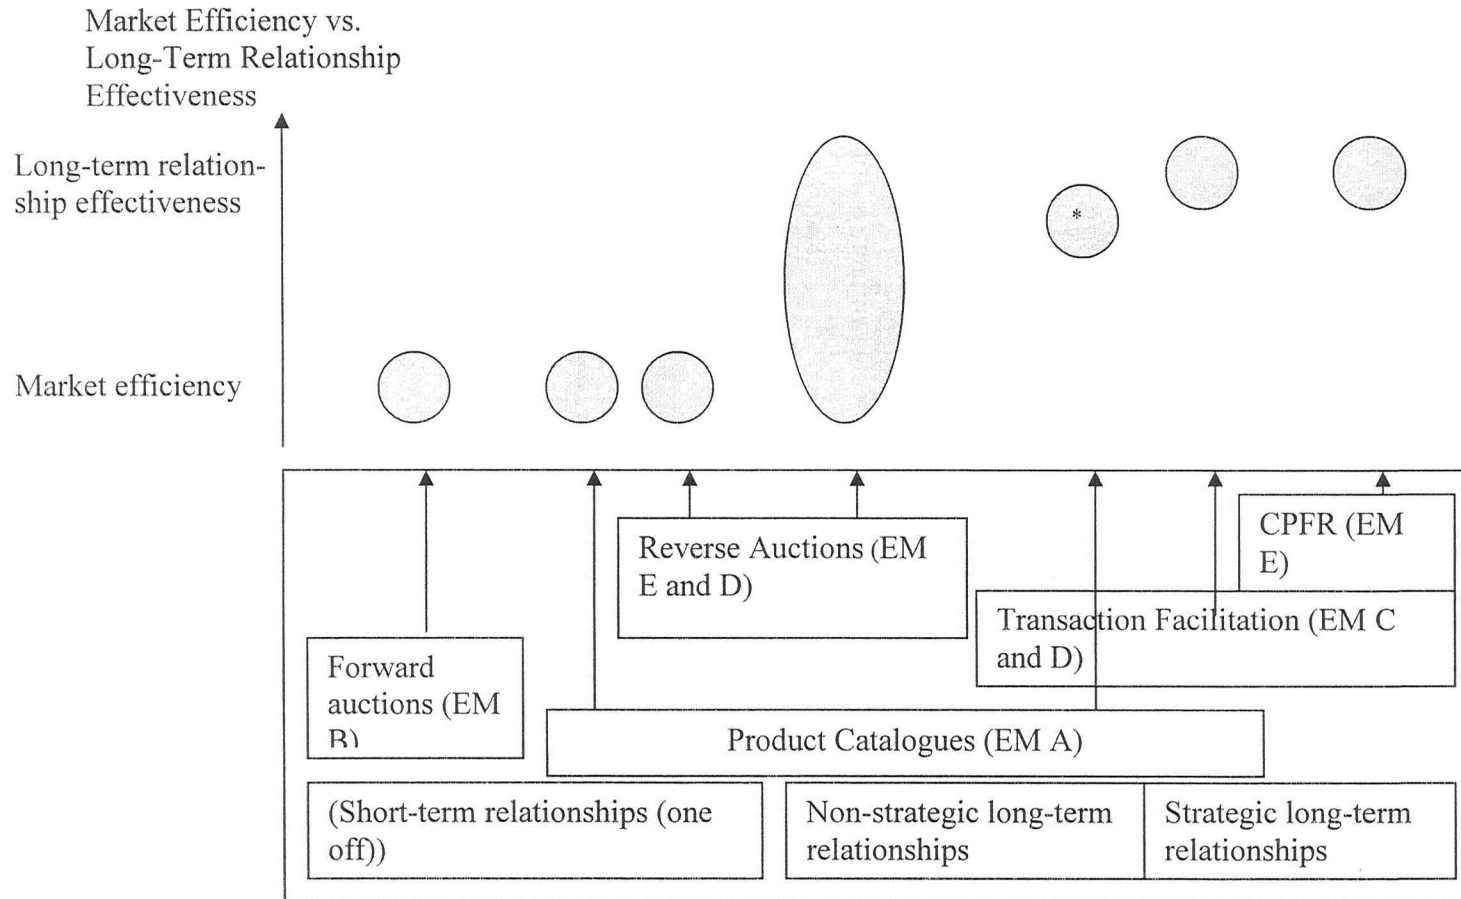 Market Efficiency vs.
Long-Term Relationship
Effectiveness
Long-term relation-
ship effectiveness
*
Market efficiency
CPFR (EM
E)
Reverse Auctions (EM
E and D)
Transaction Facilitation (EM C
and D)
Forward
auctions (EM
B)
Product Catalogues (EM A)
(Short-term relationships (one
off))
Non-strategic long-term
relationships
Strategic long-term
relationships